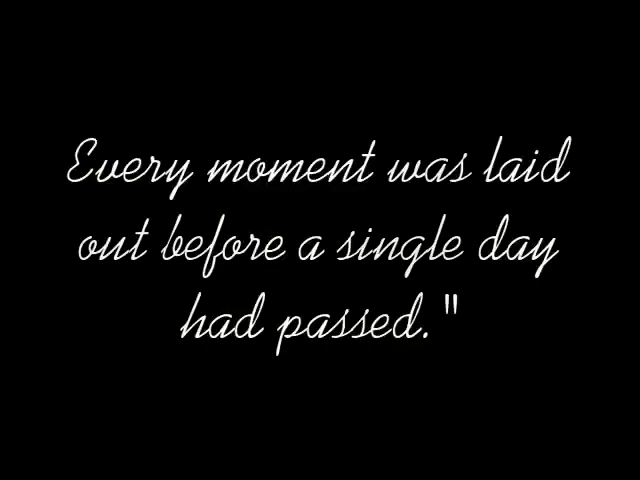 Every moment was laid
out before a single day
had passed."